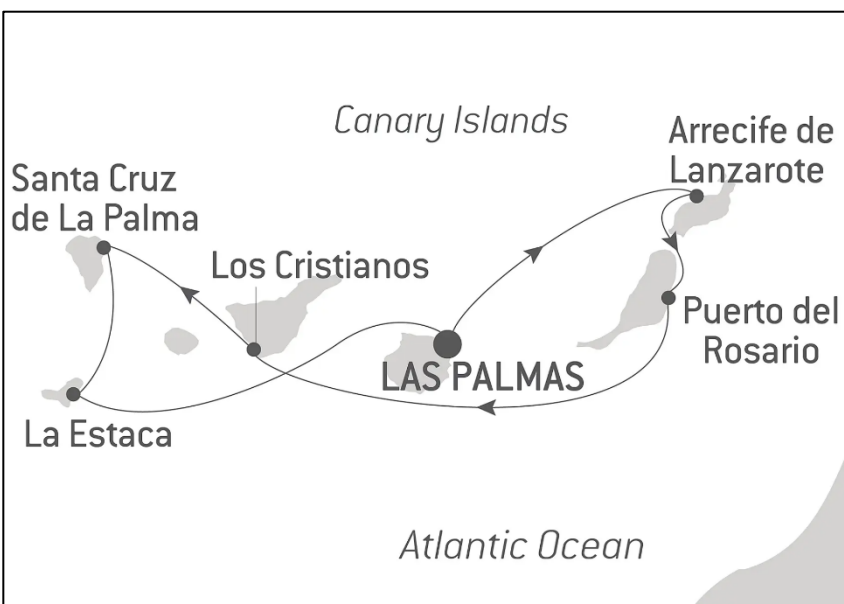 Canary Islands
Arrecife de
Lanzarote
Santa Cruz
de La Palma
Los Cristianos
Puerto del
Rosario
LAS PALMAS
La Estaca
Atlantic Ocean